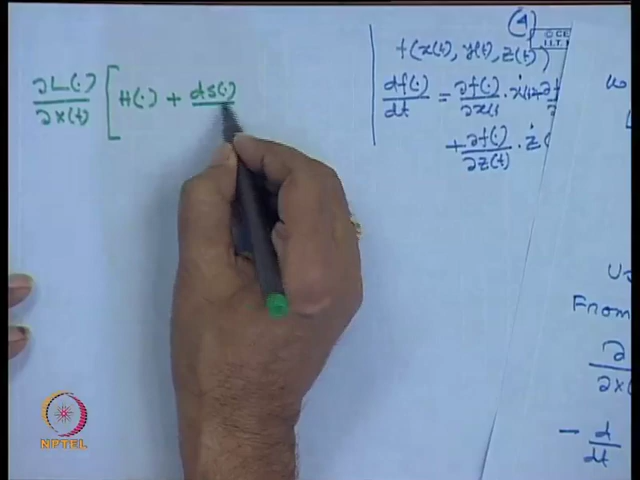 (4)
f(x(t), y(t), z(t))
∂L(·)/∂x(t) [ H(·) + ds(·)
df(·)/dt = ∂f(·)/∂x(t · ẋ(t) + ∂f
+ ∂f(·)/∂z(t) · ż(
From
∂/∂x(
- d/dt
NPTEL